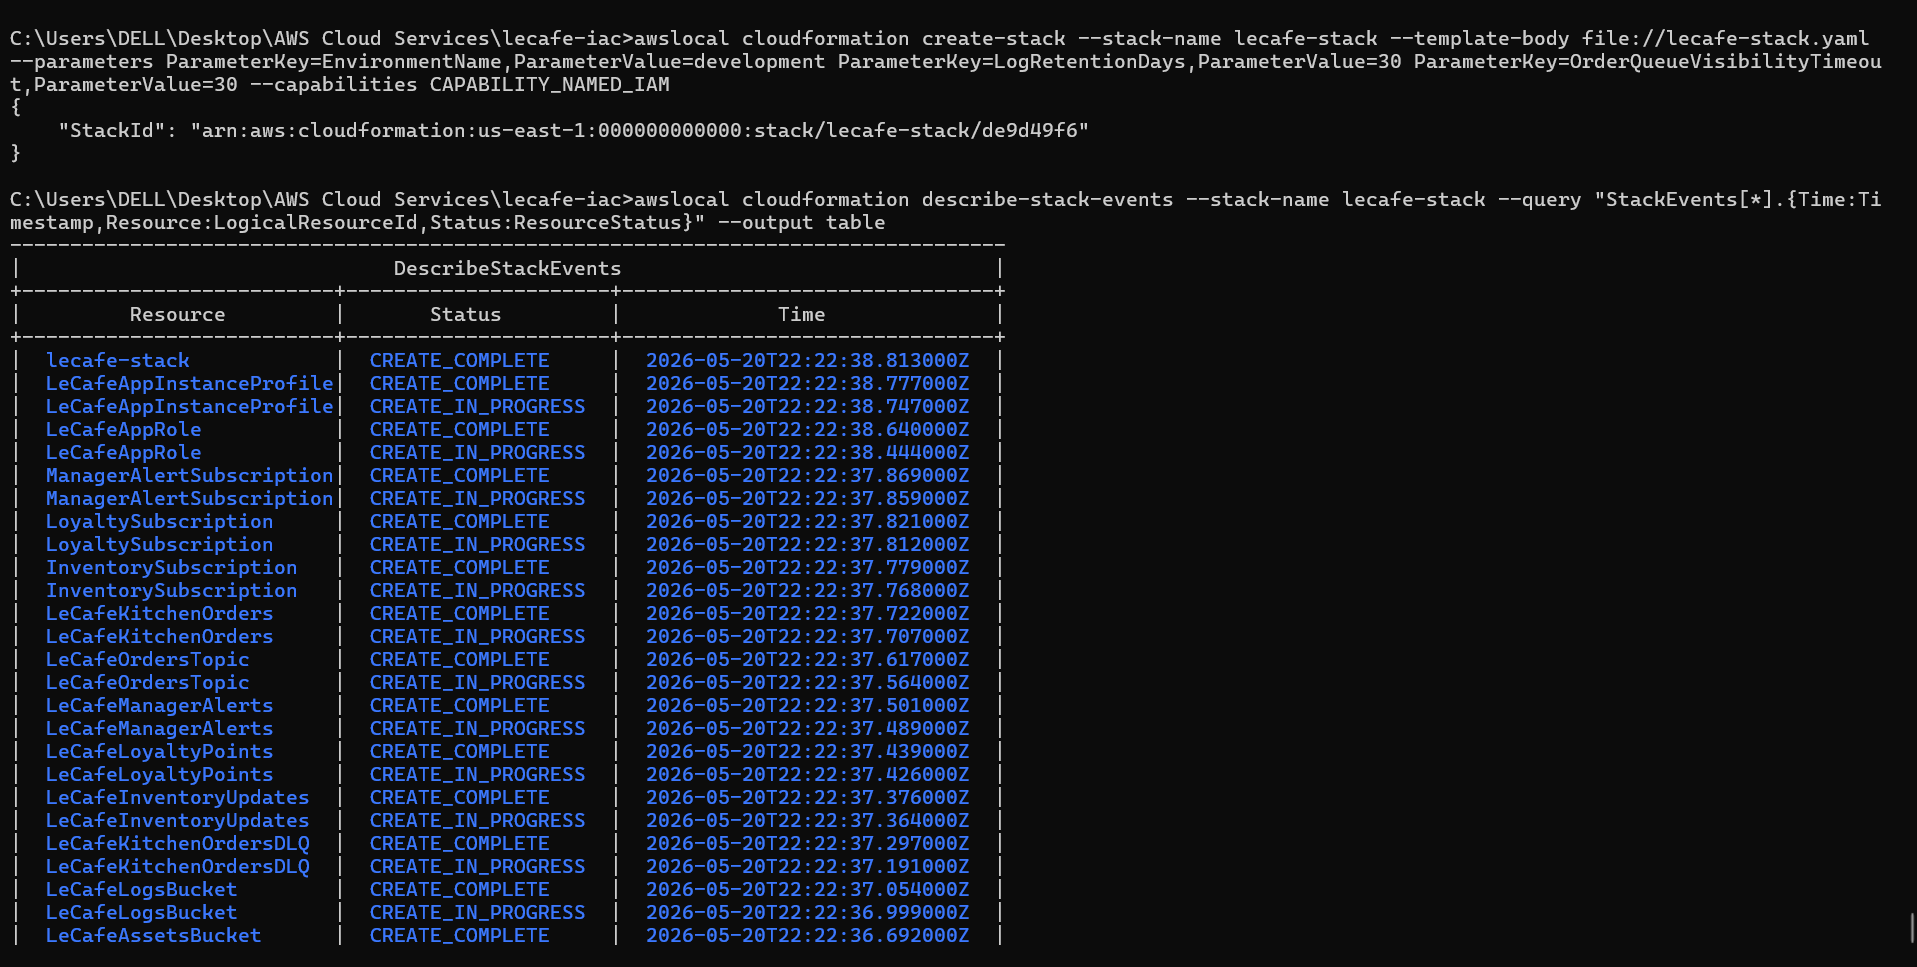 C:\Users\DELL\Desktop\AWS Cloud Services\lecafe-iac>awslocal cloudformation create-stack --stack-name lecafe-stack --template-body file://lecafe-stack.yaml
--parameters ParameterKey=EnvironmentName,ParameterValue=development ParameterKey=LogRetentionDays,ParameterValue=30 ParameterKey=OrderQueueVisibilityTimeou
t,ParameterValue=30 --capabilities CAPABILITY_NAMED_IAM
{
    "StackId": "arn:aws:cloudformation:us-east-1:000000000000:stack/lecafe-stack/de9d49f6"
}
C:\Users\DELL\Desktop\AWS Cloud Services\lecafe-iac>awslocal cloudformation describe-stack-events --stack-name lecafe-stack --query "StackEvents[*].{Time:Ti
mestamp,Resource:LogicalResourceId,Status:ResourceStatus}" --output table
-----------------------------------------------------------------------------------
|                               DescribeStackEvents                               |
+--------------------------+----------------------+-------------------------------+
|         Resource         |       Status         |             Time              |
+--------------------------+----------------------+-------------------------------+
|  lecafe-stack            |  CREATE_COMPLETE     |  2026-05-20T22:22:38.813000Z  |
|  LeCafeAppInstanceProfile|  CREATE_COMPLETE     |  2026-05-20T22:22:38.777000Z  |
|  LeCafeAppInstanceProfile|  CREATE_IN_PROGRESS  |  2026-05-20T22:22:38.747000Z  |
|  LeCafeAppRole           |  CREATE_COMPLETE     |  2026-05-20T22:22:38.640000Z  |
|  LeCafeAppRole           |  CREATE_IN_PROGRESS  |  2026-05-20T22:22:38.444000Z  |
|  ManagerAlertSubscription|  CREATE_COMPLETE     |  2026-05-20T22:22:37.869000Z  |
|  ManagerAlertSubscription|  CREATE_IN_PROGRESS  |  2026-05-20T22:22:37.859000Z  |
|  LoyaltySubscription     |  CREATE_COMPLETE     |  2026-05-20T22:22:37.821000Z  |
|  LoyaltySubscription     |  CREATE_IN_PROGRESS  |  2026-05-20T22:22:37.812000Z  |
|  InventorySubscription   |  CREATE_COMPLETE     |  2026-05-20T22:22:37.779000Z  |
|  InventorySubscription   |  CREATE_IN_PROGRESS  |  2026-05-20T22:22:37.768000Z  |
|  LeCafeKitchenOrders     |  CREATE_COMPLETE     |  2026-05-20T22:22:37.722000Z  |
|  LeCafeKitchenOrders     |  CREATE_IN_PROGRESS  |  2026-05-20T22:22:37.707000Z  |
|  LeCafeOrdersTopic       |  CREATE_COMPLETE     |  2026-05-20T22:22:37.617000Z  |
|  LeCafeOrdersTopic       |  CREATE_IN_PROGRESS  |  2026-05-20T22:22:37.564000Z  |
|  LeCafeManagerAlerts     |  CREATE_COMPLETE     |  2026-05-20T22:22:37.501000Z  |
|  LeCafeManagerAlerts     |  CREATE_IN_PROGRESS  |  2026-05-20T22:22:37.489000Z  |
|  LeCafeLoyaltyPoints     |  CREATE_COMPLETE     |  2026-05-20T22:22:37.439000Z  |
|  LeCafeLoyaltyPoints     |  CREATE_IN_PROGRESS  |  2026-05-20T22:22:37.426000Z  |
|  LeCafeInventoryUpdates  |  CREATE_COMPLETE     |  2026-05-20T22:22:37.376000Z  |
|  LeCafeInventoryUpdates  |  CREATE_IN_PROGRESS  |  2026-05-20T22:22:37.364000Z  |
|  LeCafeKitchenOrdersDLQ  |  CREATE_COMPLETE     |  2026-05-20T22:22:37.297000Z  |
|  LeCafeKitchenOrdersDLQ  |  CREATE_IN_PROGRESS  |  2026-05-20T22:22:37.191000Z  |
|  LeCafeLogsBucket        |  CREATE_COMPLETE     |  2026-05-20T22:22:37.054000Z  |
|  LeCafeLogsBucket        |  CREATE_IN_PROGRESS  |  2026-05-20T22:22:36.999000Z  |
|  LeCafeAssetsBucket      |  CREATE_COMPLETE     |  2026-05-20T22:22:36.692000Z  |